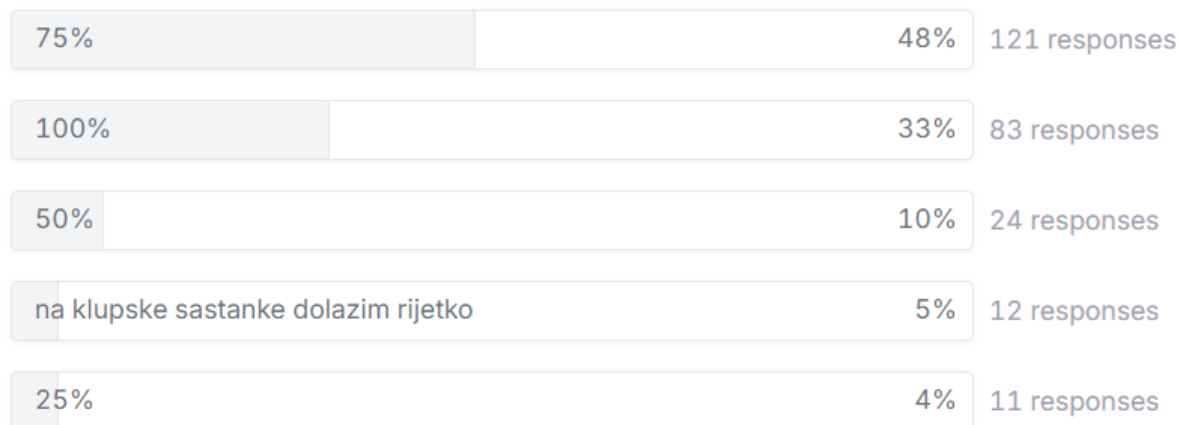 75% 48% 121 responses
100% 33% 83 responses
50% 10% 24 responses
na klupske sastanke dolazim rijetko 5% 12 responses
25% 4% 11 responses